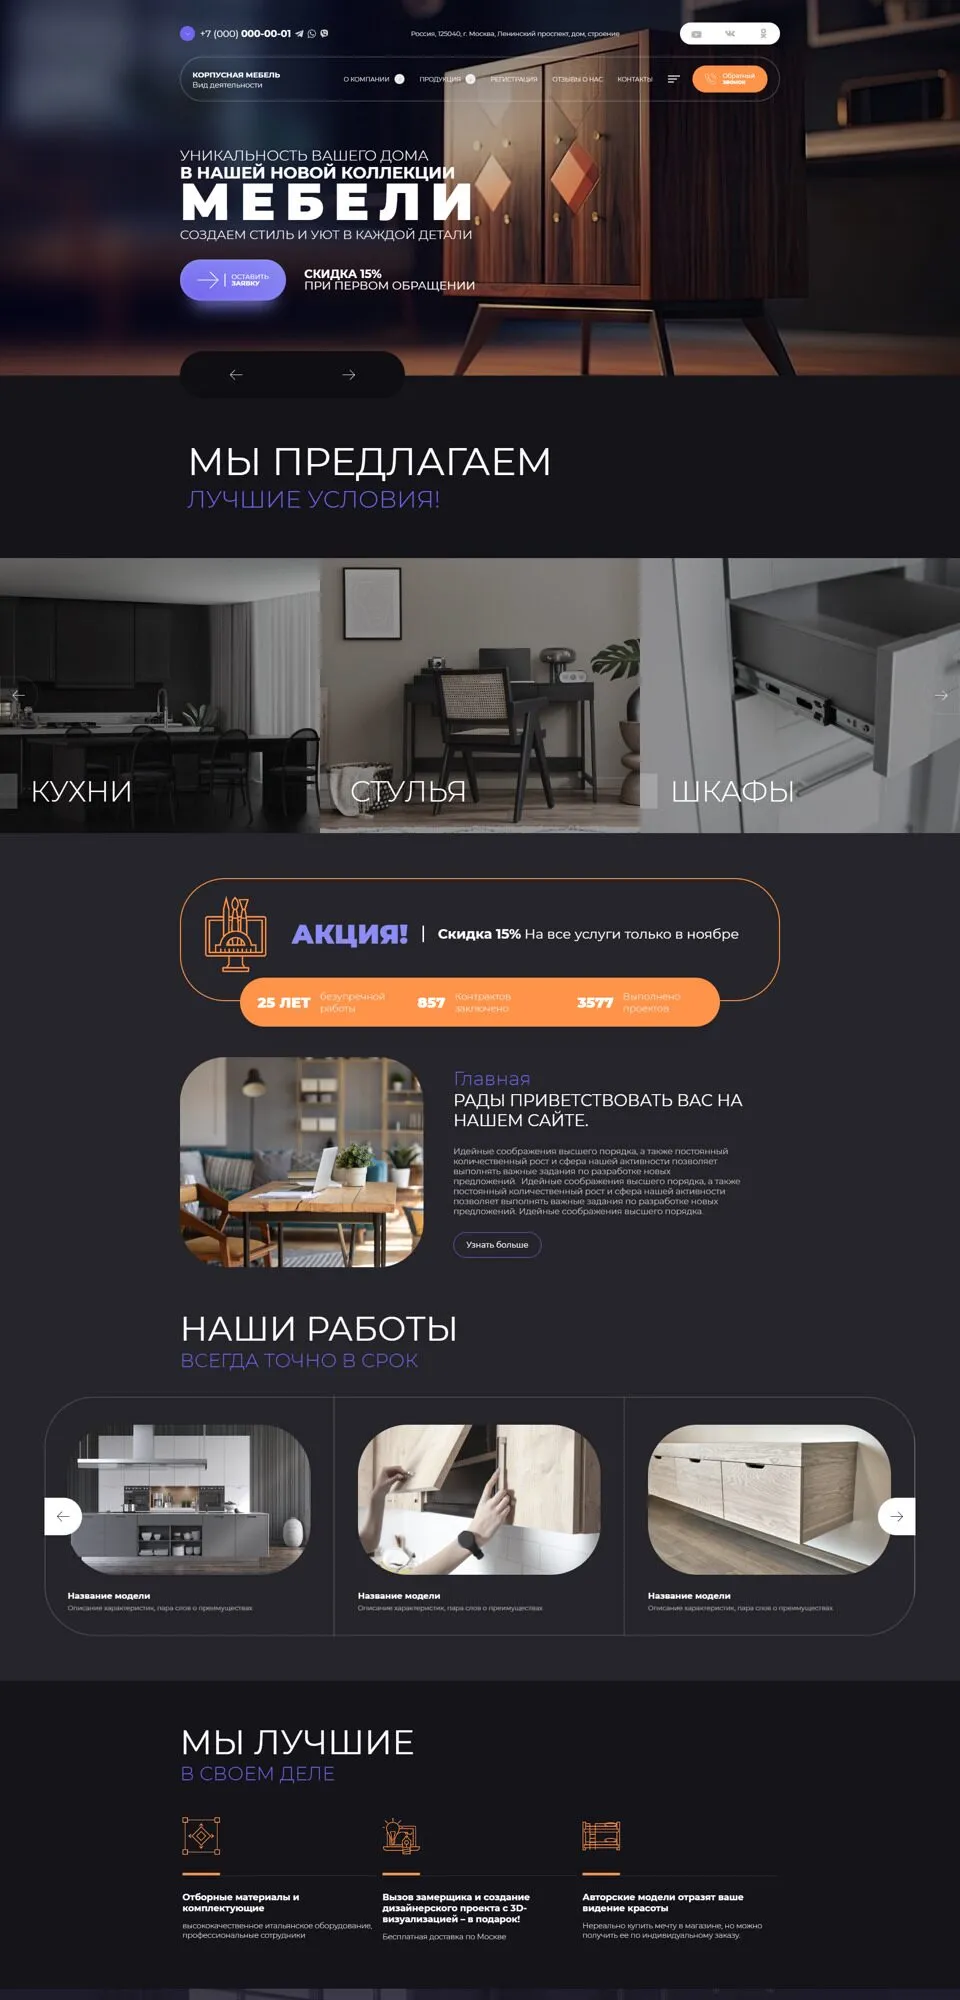 +7 (000) 000-00-01
Россия, 125040, г. Москва, Ленинский проспект, дом, строение
КОРПУСНАЯ МЕБЕЛЬ
Вид деятельности
О КОМПАНИИ
ПРОДУКЦИЯ
РЕГИСТРАЦИЯ
ОТЗЫВЫ О НАС
КОНТАКТЫ
Обратный
звонок
УНИКАЛЬНОСТЬ ВАШЕГО ДОМА
В НАШЕЙ НОВОЙ КОЛЛЕКЦИИ
МЕБЕЛИ
СОЗДАЕМ СТИЛЬ И УЮТ В КАЖДОЙ ДЕТАЛИ
ОСТАВИТЬ
ЗАЯВКУ
СКИДКА 15%
ПРИ ПЕРВОМ ОБРАЩЕНИИ
МЫ ПРЕДЛАГАЕМ
ЛУЧШИЕ УСЛОВИЯ!
КУХНИ
СТУЛЬЯ
ШКАФЫ
АКЦИЯ!
Скидка 15% На все услуги только в ноябре
25 ЛЕТ
безупречной
работы
857
Контрактов
заключено
3577
Выполнено
проектов
Главная
РАДЫ ПРИВЕТСТВОВАТЬ ВАС НА
НАШЕМ САЙТЕ.
Идейные соображения высшего порядка, а также постоянный
количественный рост и сфера нашей активности позволяет
выполнять важные задания по разработке новых
предложений. Идейные соображения высшего порядка, а также
постоянный количественный рост и сфера нашей активности
позволяет выполнять важные задания по разработке новых
предложений. Идейные соображения высшего порядка.
Узнать больше
НАШИ РАБОТЫ
ВСЕГДА ТОЧНО В СРОК
Название модели
Описание характеристик, пара слов о преимуществах
Название модели
Описание характеристик, пара слов о преимуществах
Название модели
Описание характеристик, пара слов о преимуществах
МЫ ЛУЧШИЕ
В СВОЕМ ДЕЛЕ
Отборные материалы и
комплектующие
высококачественное итальянское оборудование,
профессиональные сотрудники
Вызов замерщика и создание
дизайнерского проекта с 3D-
визуализацией – в подарок!
Бесплатная доставка по Москве
Авторские модели отразят ваше
видение красоты
Нереально купить мечту в магазине, но можно
получить ее по индивидуальному заказу.